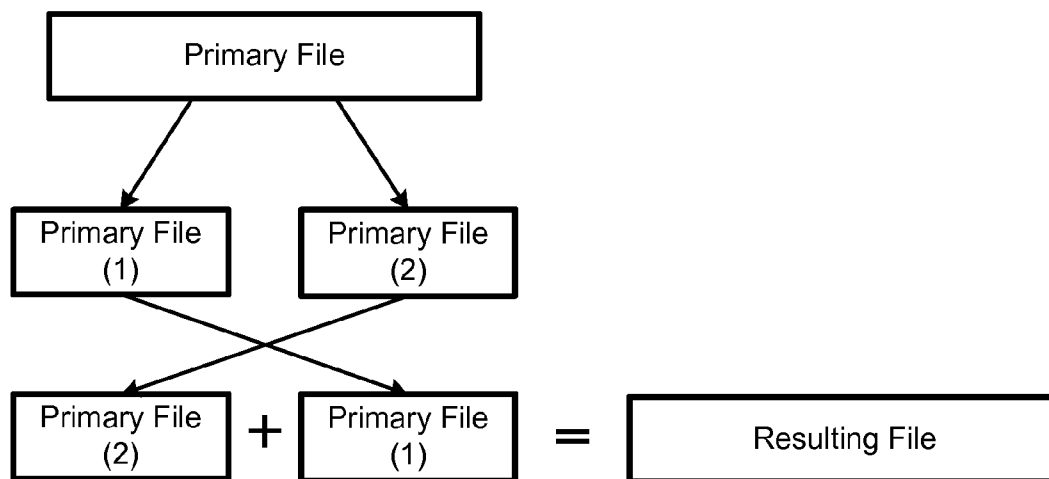 Primary File
Primary File
(1)
Primary File
(2)
Primary File
(2)
+
Primary File
(1)
=
Resulting File